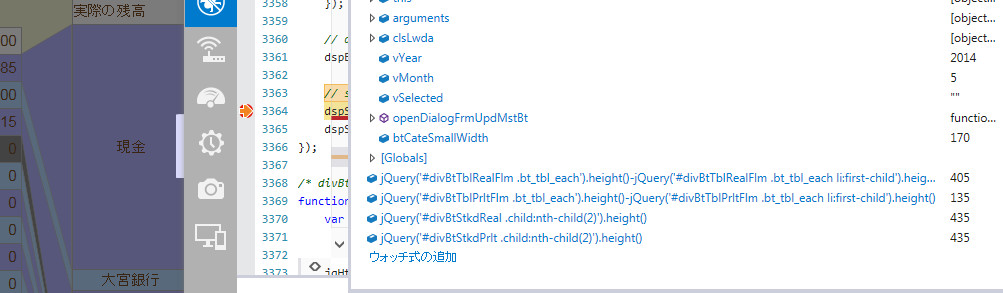 実際の残高
00
85
00
15
0
0
0
0
0
0
0
現金
大宮銀行
3358 });
3359
3360 // d
3361 dspB
3362
3363 // s
3364 dspS
3365 dspS
3366 });
3367
3368 /* divBt
3369 functio
3370 var
3371
3372
3373
arguments [object...
clsLwda [object...
vYear 2014
vMonth 5
vSelected ""
openDialogFrmUpdMstBt functio...
btCateSmallWidth 170
[Globals]
jQuery('#divBtTblRealFlm .bt_tbl_each').height()-jQuery('#divBtTblRealFlm .bt_tbl_each li:first-child').heig... 405
jQuery('#divBtTblPrltFlm .bt_tbl_each').height()-jQuery('#divBtTblPrltFlm .bt_tbl_each li:first-child').height() 135
jQuery('#divBtStkdReal .child:nth-child(2)').height() 435
jQuery('#divBtStkdPrlt .child:nth-child(2)').height() 435
ウォッチ式の追加